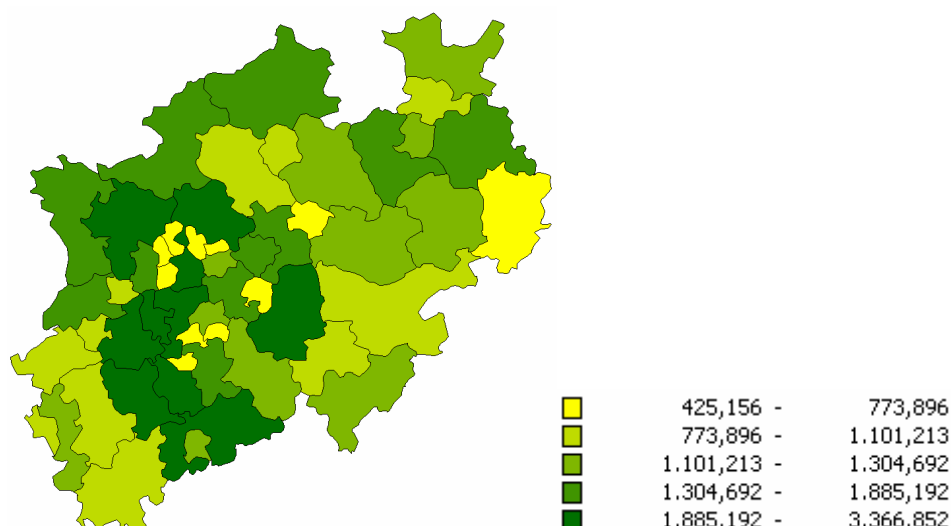 425,156 - 773,896
773,896 - 1.101,213
1.101,213 - 1.304,692
1.304,692 - 1.885,192
1.885,192 - 3.366,852